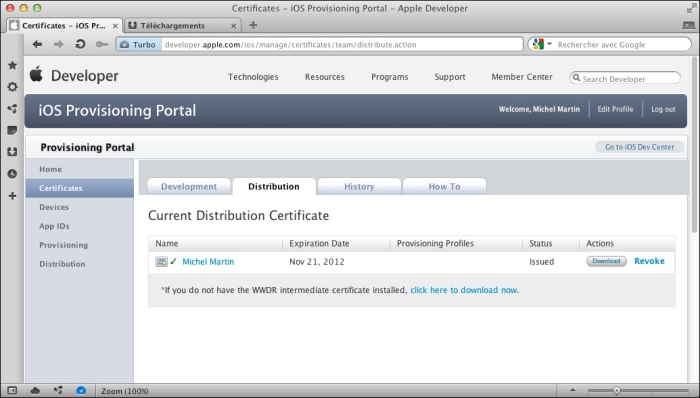 Certificates – iOS Provisioning Portal – Apple Developer
Certificates – iOS Pr... × Téléchargements ×
Turbo developer.apple.com/ios/manage/certificates/team/distribute.action Rechercher avec Google
Developer Technologies Resources Programs Support Member Center Search Developer
iOS Provisioning Portal Welcome, Michel Martin Edit Profile Log out
Provisioning Portal Go to iOS Dev Center
Home
Certificates
Devices
App IDs
Provisioning
Distribution
Development Distribution History How To
Current Distribution Certificate
Name Expiration Date Provisioning Profiles Status Actions
Michel Martin Nov 21, 2012 Issued Download Revoke
*If you do not have the WWDR intermediate certificate installed, click here to download now.
Zoom (100%)